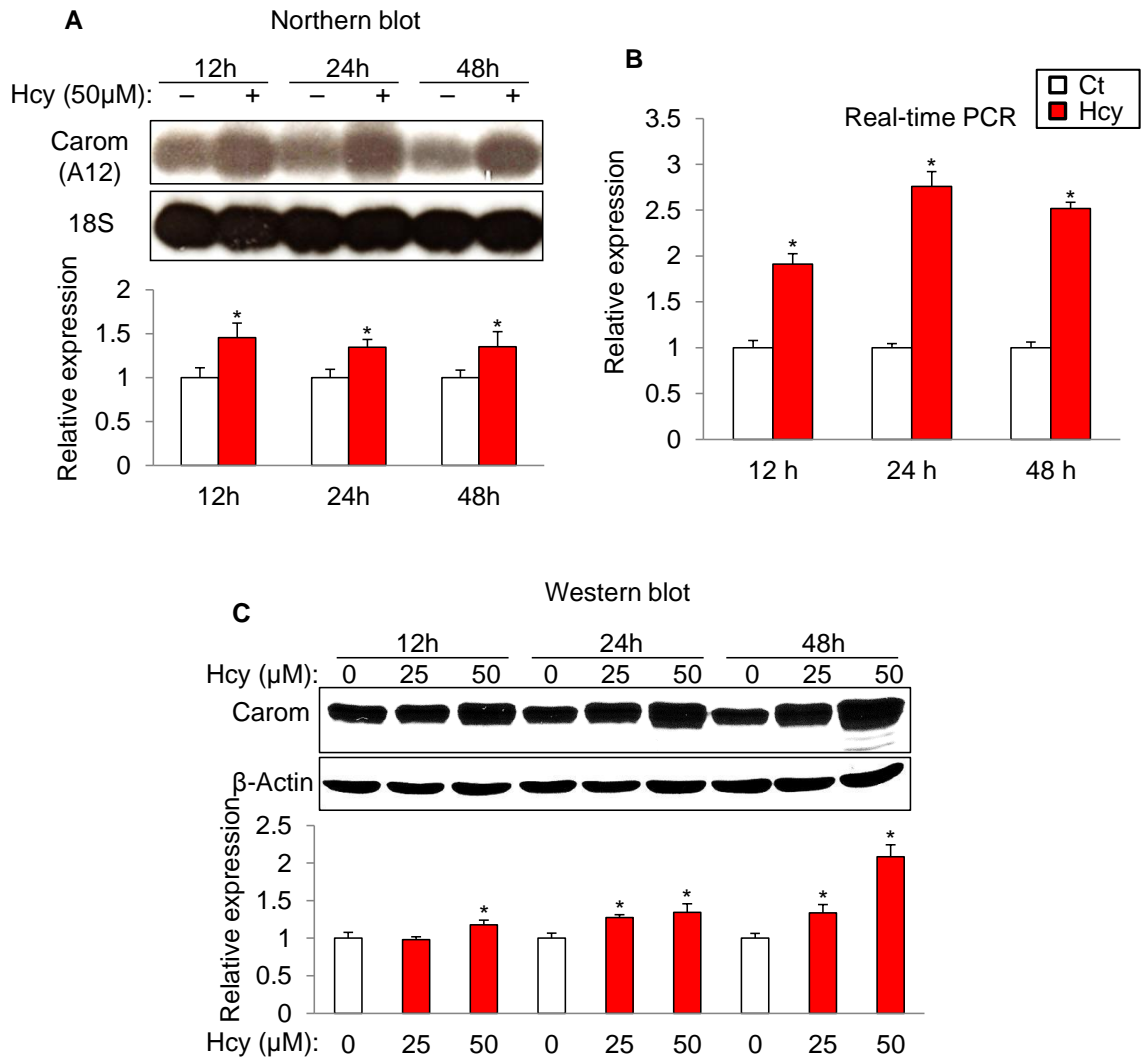 A Northern blot
12h 24h 48h
Hcy (50µM): – + – + – +
Carom
(A12)
18S
Relative expression
2
* * *
1.5
1
0.5
0
12h 24h 48h
B
Ct
Hcy
Real-time PCR
Relative expression
3.5
3
2.5
2
1.5
1
0.5
0
* * *
12 h 24 h 48 h
C Western blot
12h 24h 48h
Hcy (µM): 0 25 50 0 25 50 0 25 50
Carom
β-Actin
Relative expression
2.5
2
1.5
1
0.5
0
* * * * *
Hcy (µM): 0 25 50 0 25 50 0 25 50